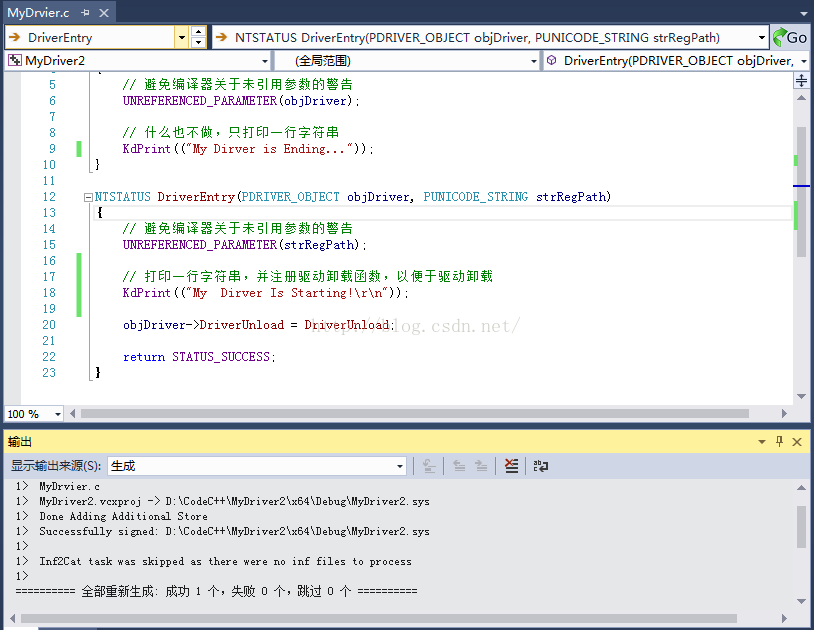 MyDrvier.c
DriverEntry
NTSTATUS DriverEntry(PDRIVER_OBJECT objDriver, PUNICODE_STRING strRegPath)
Go
MyDriver2
(全局范围)
DriverEntry(PDRIVER_OBJECT objDriver,
5 // 避免编译器关于未引用参数的警告
6 UNREFERENCED_PARAMETER(objDriver);
7
8 // 什么也不做，只打印一行字符串
9 KdPrint(("My Dirver is Ending..."));
10 }
11
12 NTSTATUS DriverEntry(PDRIVER_OBJECT objDriver, PUNICODE_STRING strRegPath)
13 {
14 // 避免编译器关于未引用参数的警告
15 UNREFERENCED_PARAMETER(strRegPath);
16
17 // 打印一行字符串，并注册驱动卸载函数，以便于驱动卸载
18 KdPrint(("My  Dirver Is Starting!\r\n"));
19
20 objDriver->DriverUnload = DriverUnload;
http://blog.csdn.net/
21
22 return STATUS_SUCCESS;
23 }
100 %
输出
显示输出来源(S): 生成
1>  MyDrvier.c
1>  MyDriver2.vcxproj -> D:\CodeC++\MyDriver2\x64\Debug\MyDriver2.sys
1>  Done Adding Additional Store
1>  Successfully signed: D:\CodeC++\MyDriver2\x64\Debug\MyDriver2.sys
1>
1>  Inf2Cat task was skipped as there were no inf files to process
1>
========== 全部重新生成: 成功 1 个，失败 0 个，跳过 0 个 ==========